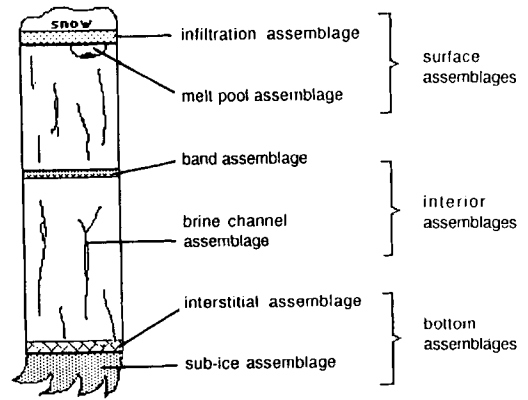 snow
infiltration assemblage
melt pool assemblage
surface
assemblages
band assemblage
brine channel
assemblage
interior
assemblages
interstitial assemblage
sub-ice assemblage
bottom
assemblages